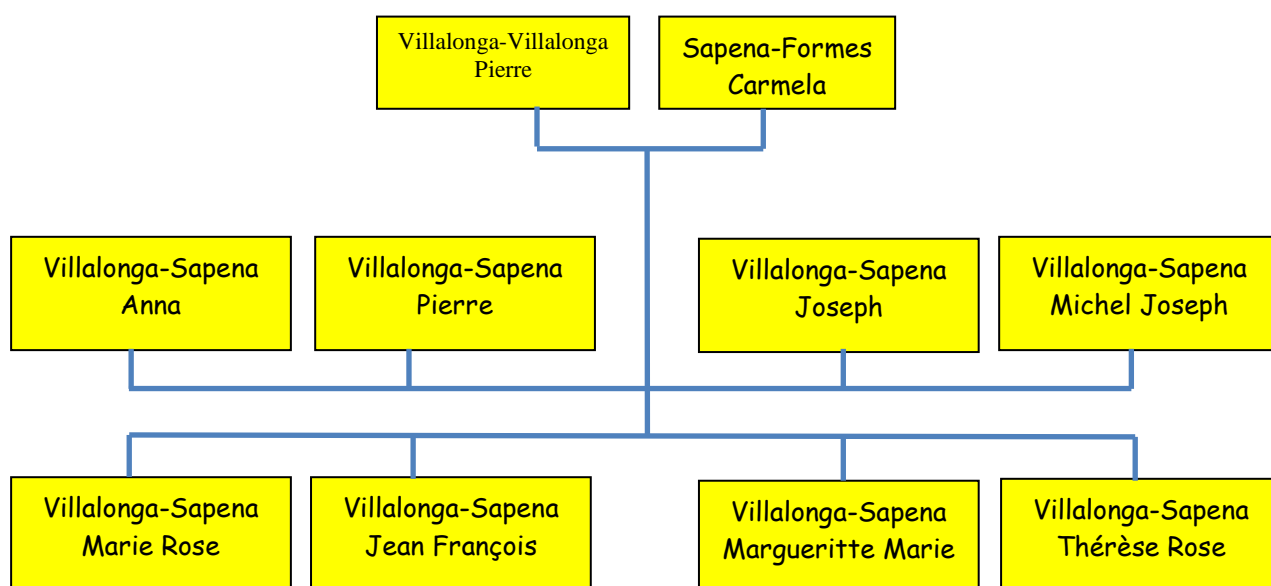 Villalonga-Villalonga
Pierre
Sapena-Formes
Carmela
Villalonga-Sapena
Anna
Villalonga-Sapena
Pierre
Villalonga-Sapena
Joseph
Villalonga-Sapena
Michel Joseph
Villalonga-Sapena
Marie Rose
Villalonga-Sapena
Jean François
Villalonga-Sapena
Margueritte Marie
Villalonga-Sapena
Thérèse Rose